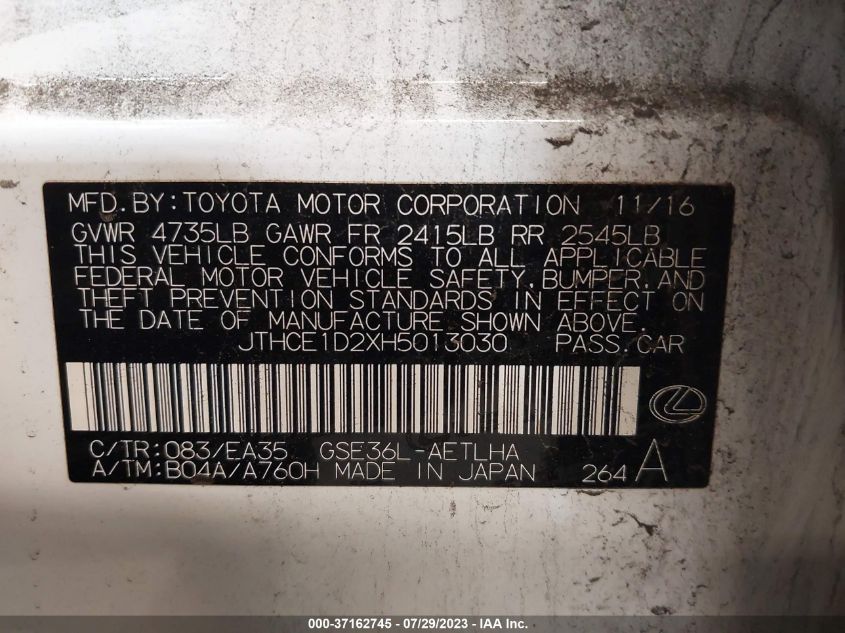 MFD. BY: TOYOTA MOTOR CORPORATION 11/16
GVWR 4735LB GAWR FR 2415LB RR 2545LB
THIS VEHICLE CONFORMS TO ALL APPLICABLE
FEDERAL MOTOR VEHICLE SAFETY, BUMPER, AND
THEFT PREVENTION STANDARDS IN EFFECT ON
THE DATE OF MANUFACTURE SHOWN ABOVE.
JTHCE1D2XH5013030 PASS. CAR
C/TR: 083/EA35 GSE36L-AETLHA
A/TM: B04A/A760H MADE IN JAPAN 264 A
000-37162745 / 07/29/2023 - IAA Inc.